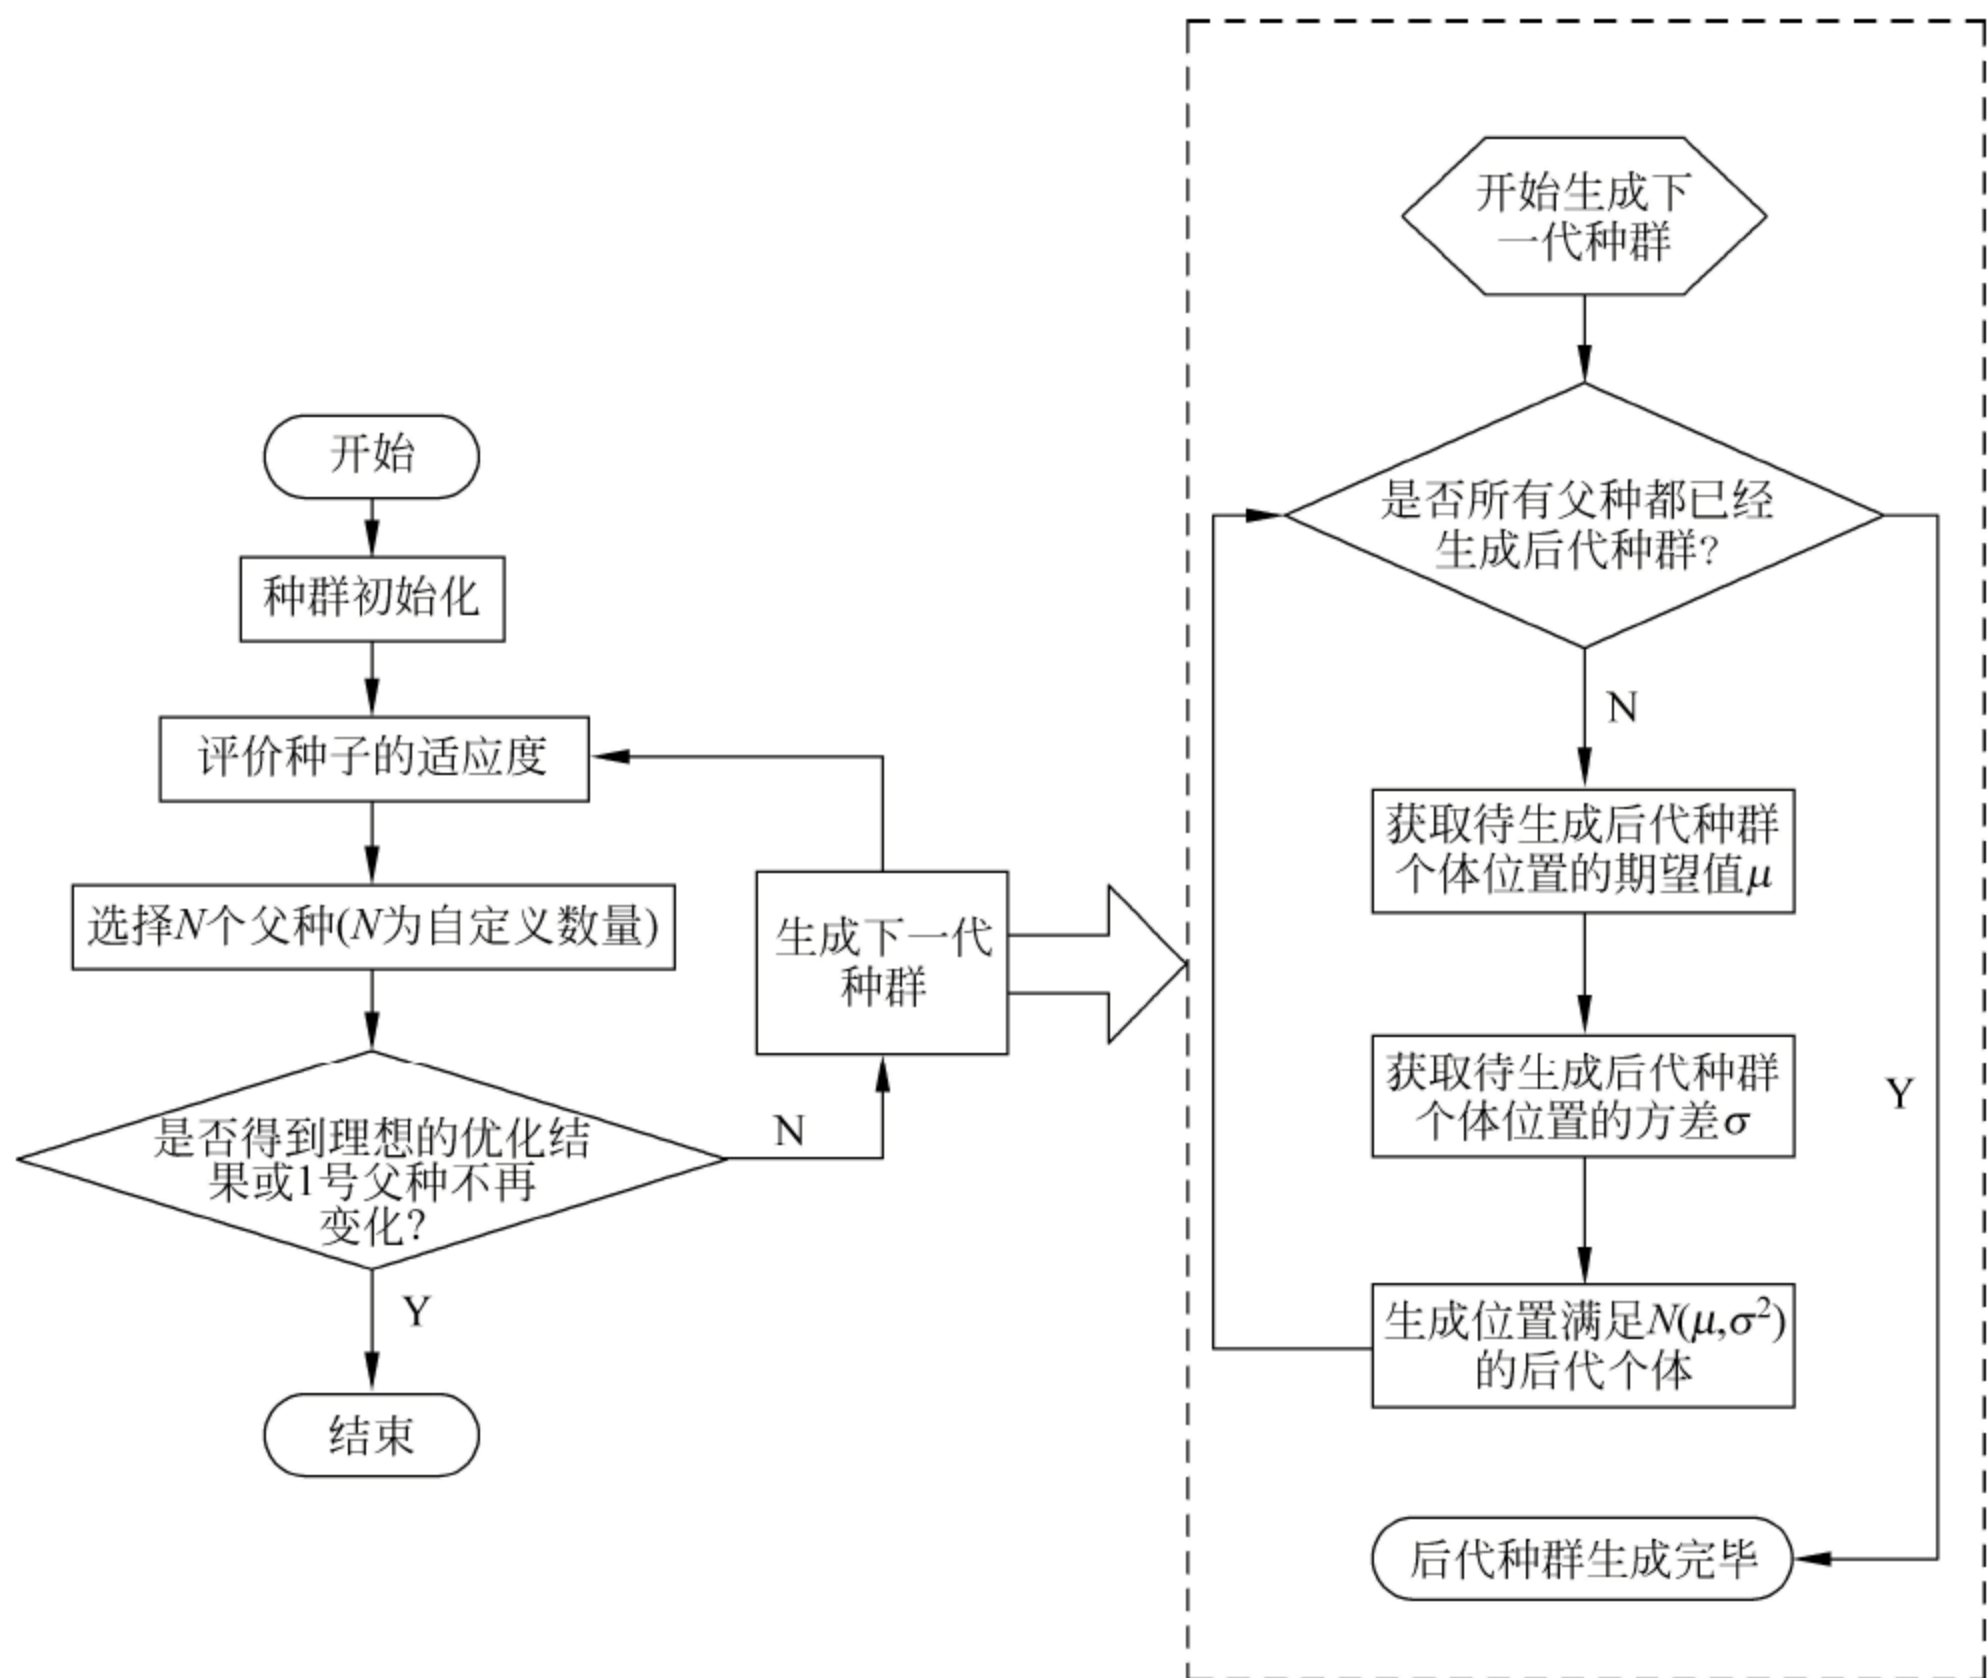 开始
种群初始化
评价种子的适应度
选择N个父种(N为自定义数量)
是否得到理想的优化结
果或1号父种不再
变化?
N
Y
结束
生成下一代
种群
开始生成下
一代种群
是否所有父种都已经
生成后代种群?
N
获取待生成后代种群
个体位置的期望值μ
获取待生成后代种群
个体位置的方差σ
Y
生成位置满足N(μ,σ²)
的后代个体
后代种群生成完毕